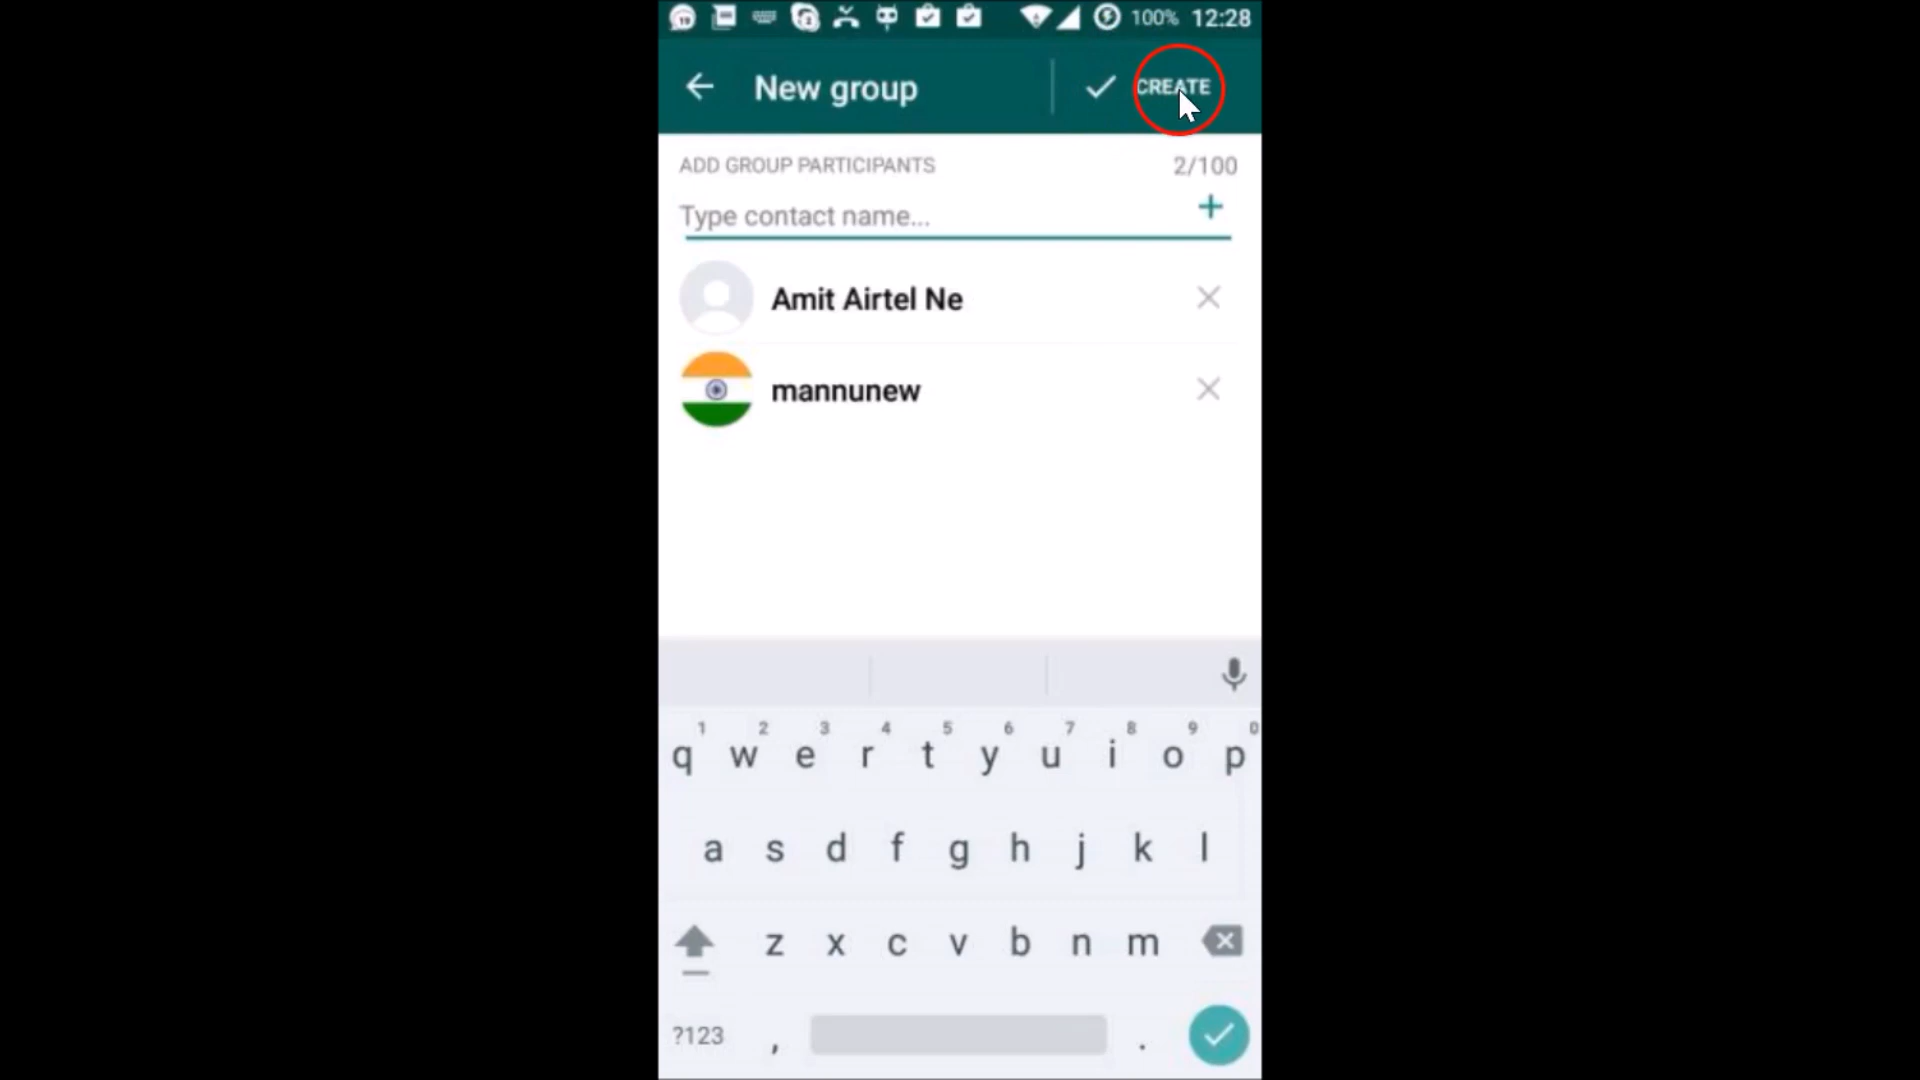 100% 12:28
New group CREATE
ADD GROUP PARTICIPANTS 2/100
Type contact name...
Amit Airtel Ne
mannunew
1 2 3 4 5 6 7 8 9 0
q w e r t y u i o p
a s d f g h j k l
z x c v b n m
?123 , .